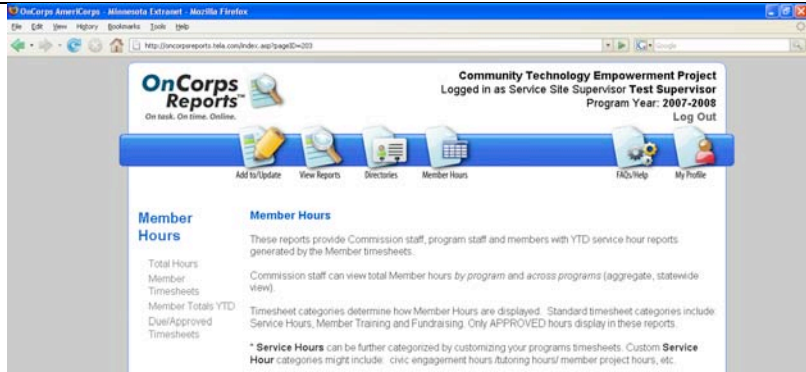 OnCorps AmeriCorps - Minnesota Extranet - Mozilla Firefox
File Edit View History Bookmarks Tools Help
http://oncorpsreports.tela.com/index.asp?pageID=203
Google
OnCorps
Reports™
On task. On time. Online.
Community Technology Empowerment Project
Logged in as Service Site Supervisor Test Supervisor
Program Year: 2007-2008
Log Out
Add to/Update View Reports Directories Member Hours FAQs/Help My Profile
Member
Hours
Total Hours
Member
Timesheets
Member Totals YTD
Due/Approved
Timesheets
Member Hours
These reports provide Commission staff, program staff and members with YTD service hour reports
generated by the Member timesheets.
Commission staff can view total Member hours by program and across programs (aggregate, statewide
view).
Timesheet categories determine how Member Hours are displayed. Standard timesheet categories include:
Service Hours, Member Training and Fundraising. Only APPROVED hours display in these reports.
* Service Hours can be further categorized by customizing your programs timesheets. Custom Service
Hour categories might include: civic engagement hours /tutoring hours/ member project hours, etc.